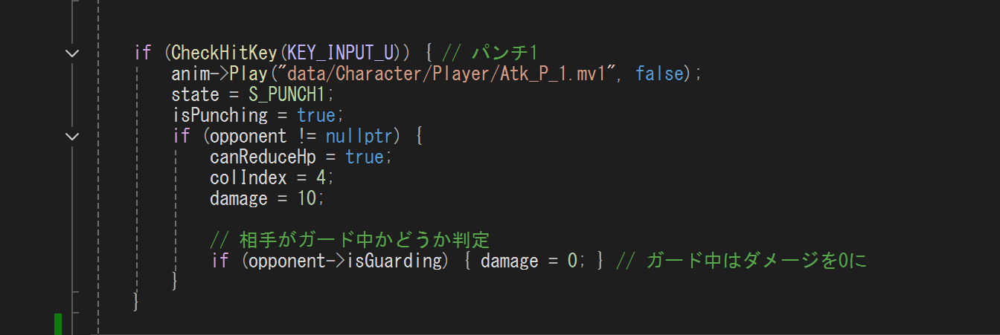 if (CheckHitKey(KEY_INPUT_U)) { // パンチ1
anim->Play("data/Character/Player/Atk_P_1.mv1", false);
state = S_PUNCH1;
isPunching = true;
if (opponent != nullptr) {
canReduceHp = true;
colIndex = 4;
damage = 10;
// 相手がガード中かどうか判定
if (opponent->isGuarding) { damage = 0; } // ガード中はダメージを0に
}
}